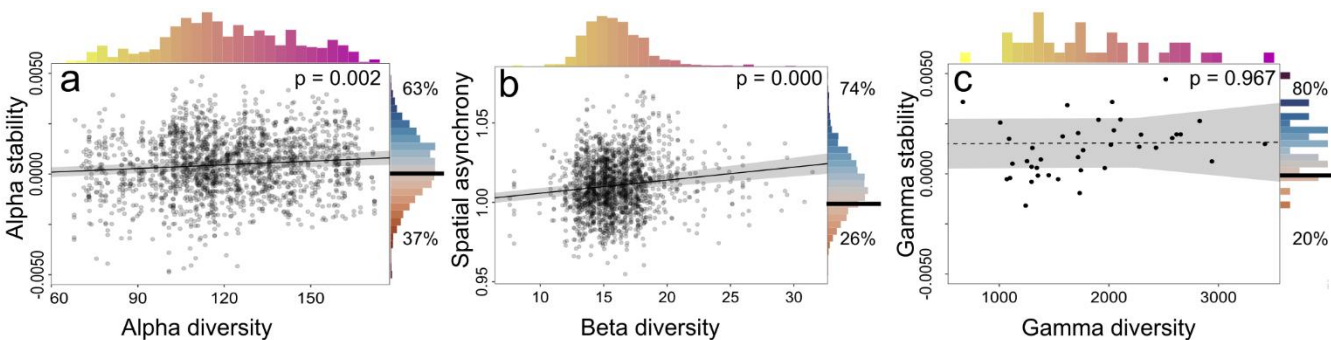 a
p = 0.002
63%
37%
Alpha stability
0.0050
0.0000
-0.0050
60
90
120
150
Alpha diversity
b
p = 0.000
74%
26%
Spatial asynchrony
1.05
1.00
0.95
10
15
20
25
30
Beta diversity
c
p = 0.967
80%
20%
Gamma stability
0.0050
0.0000
-0.0050
1000
2000
3000
Gamma diversity